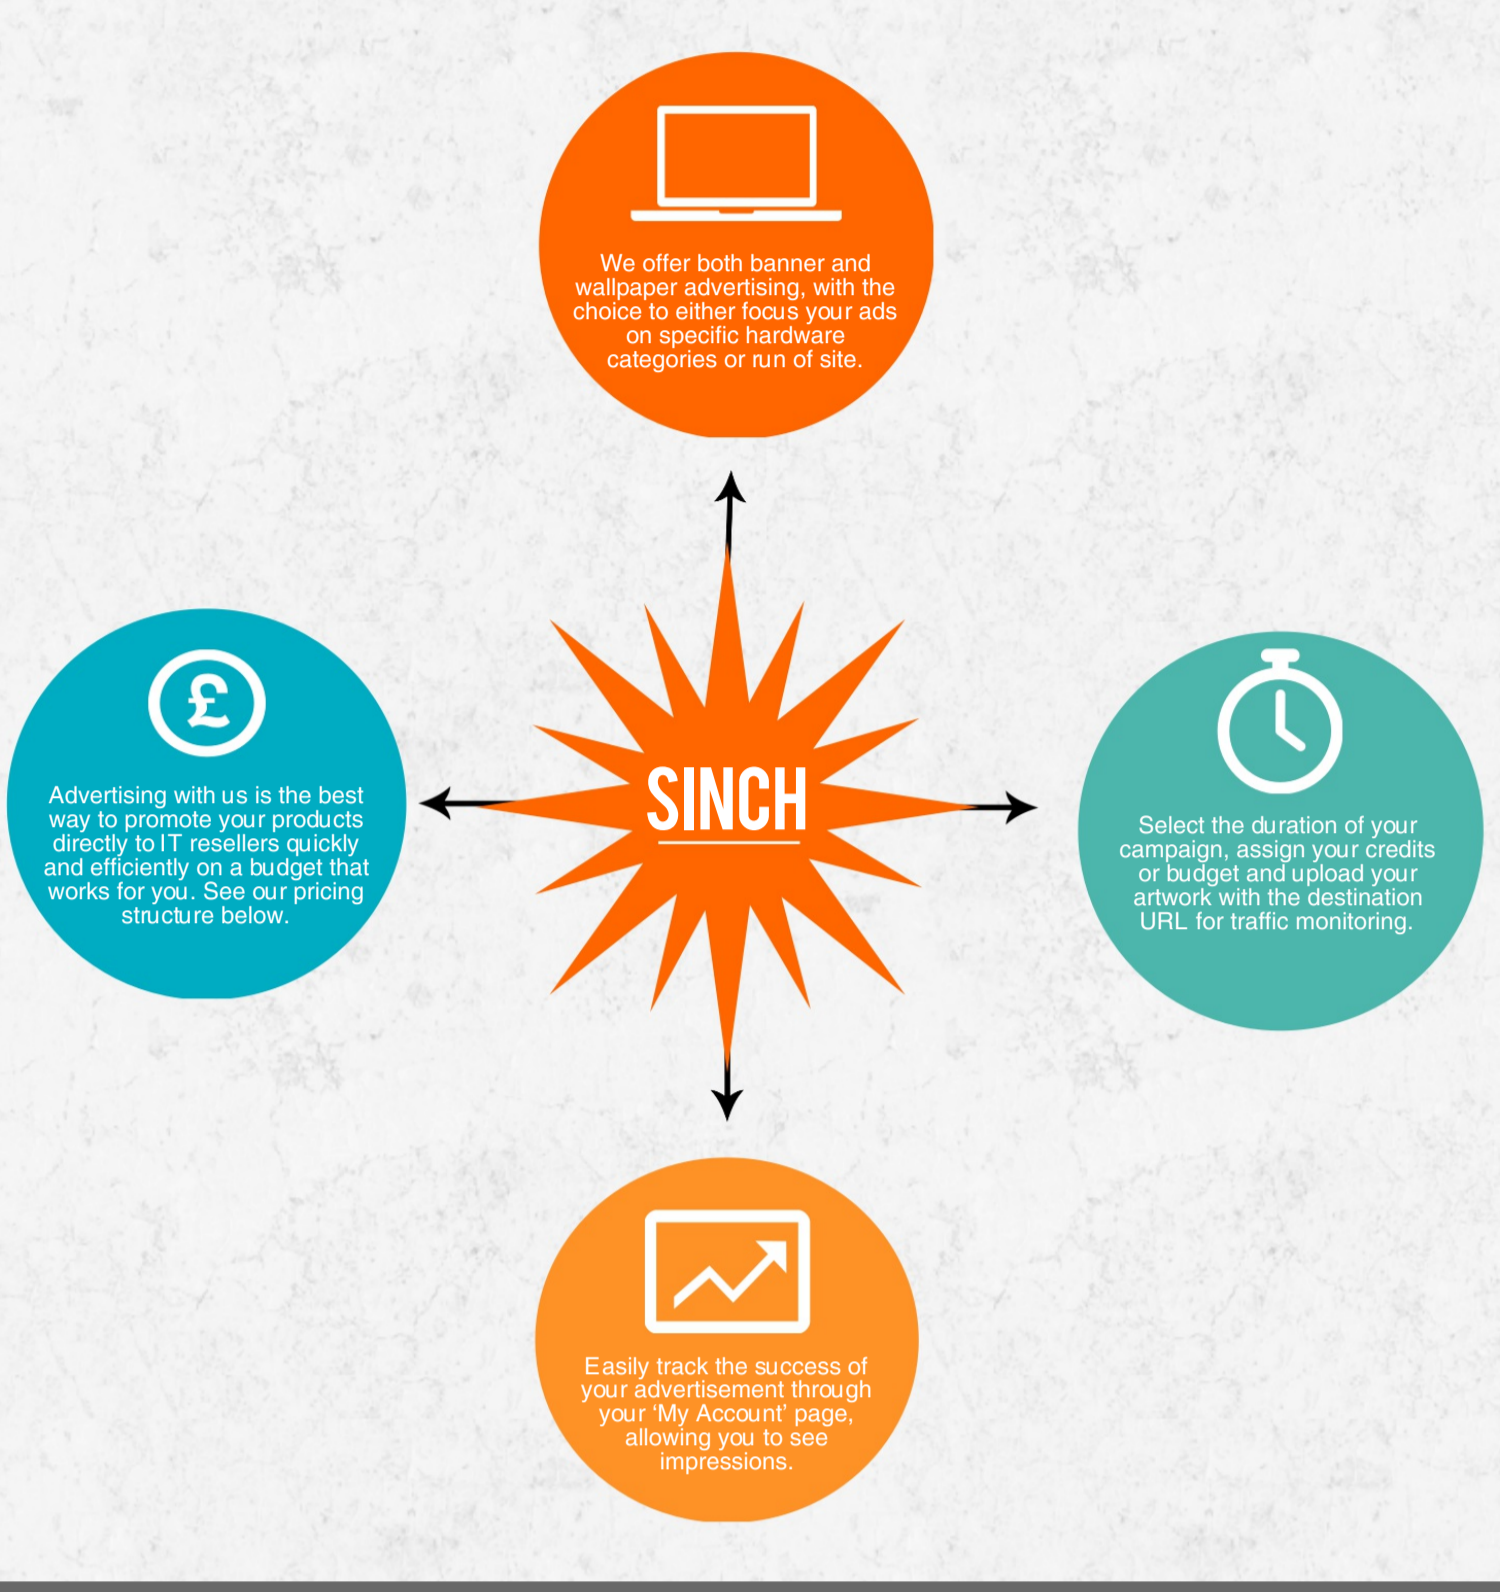 We offer both banner and
wallpaper advertising, with the
choice to either focus your ads
on specific hardware
categories or run of site.
£
Advertising with us is the best
way to promote your products
directly to IT resellers quickly
and efficiently on a budget that
works for you. See our pricing
structure below.
SINCH
Select the duration of your
campaign, assign your credits
or budget and upload your
artwork with the destination
URL for traffic monitoring.
Easily track the success of
your advertisement through
your ‘My Account’ page,
allowing you to see
impressions.